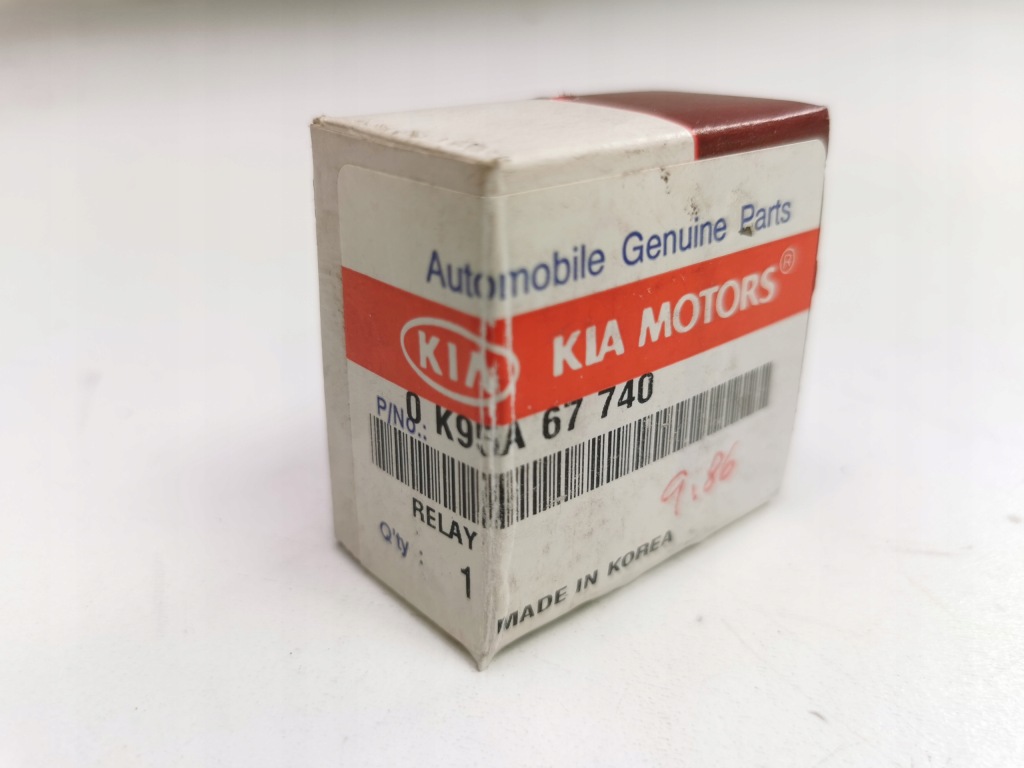 Automobile Genuine Parts
KIA KIA MOTORS®
P/No.: 0 K95A 67 740
RELAY
9.86
Q'ty : 1
MADE IN KOREA